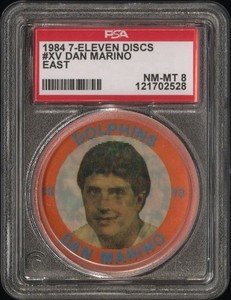 PSA
1984 7-ELEVEN DISCS
#XV DAN MARINO
EAST
NM-MT 8
121702528
DOLPHINS
DAN MARINO